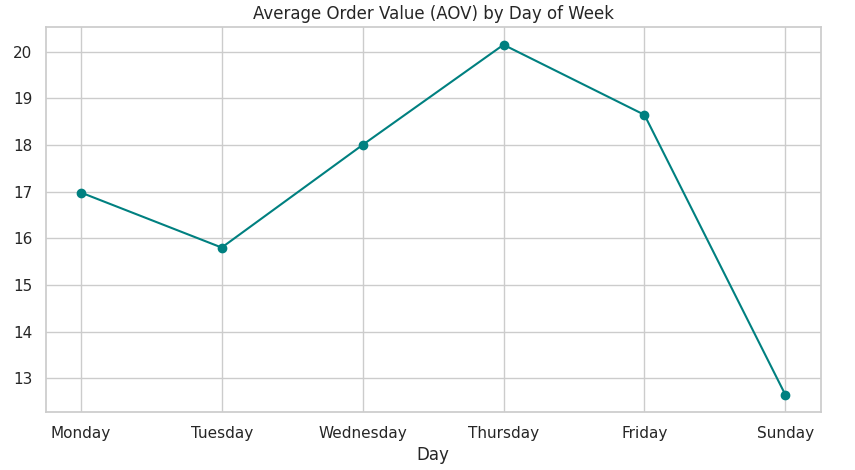 Average Order Value (AOV) by Day of Week
20
19
18
17
16
15
14
13
Monday Tuesday Wednesday Thursday Friday Sunday
Day